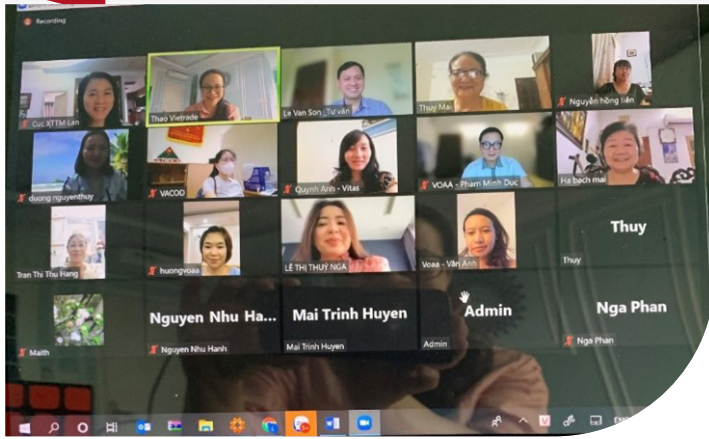 Recording
Cuc XTTM Lan
Thao Vietrade
Le Van Son _Tư vấn
Thuy Mai
Nguyễn hồng liên
duong nguyenthuy
VACOD
Quynh Anh - Vitas
VOAA - Pham Minh Duc
Ha bach mai
Tran Thi Thu Hang
huongvoaa
LÊ THỊ THUÝ NGA
Voaa - Vân Anh
Thuy
Thuy
Maith
Nguyen Nhu Ha...
Nguyen Nhu Hanh
Mai Trinh Huyen
Mai Trinh Huyen
Admin
Admin
Nga Phan
Nga Phan